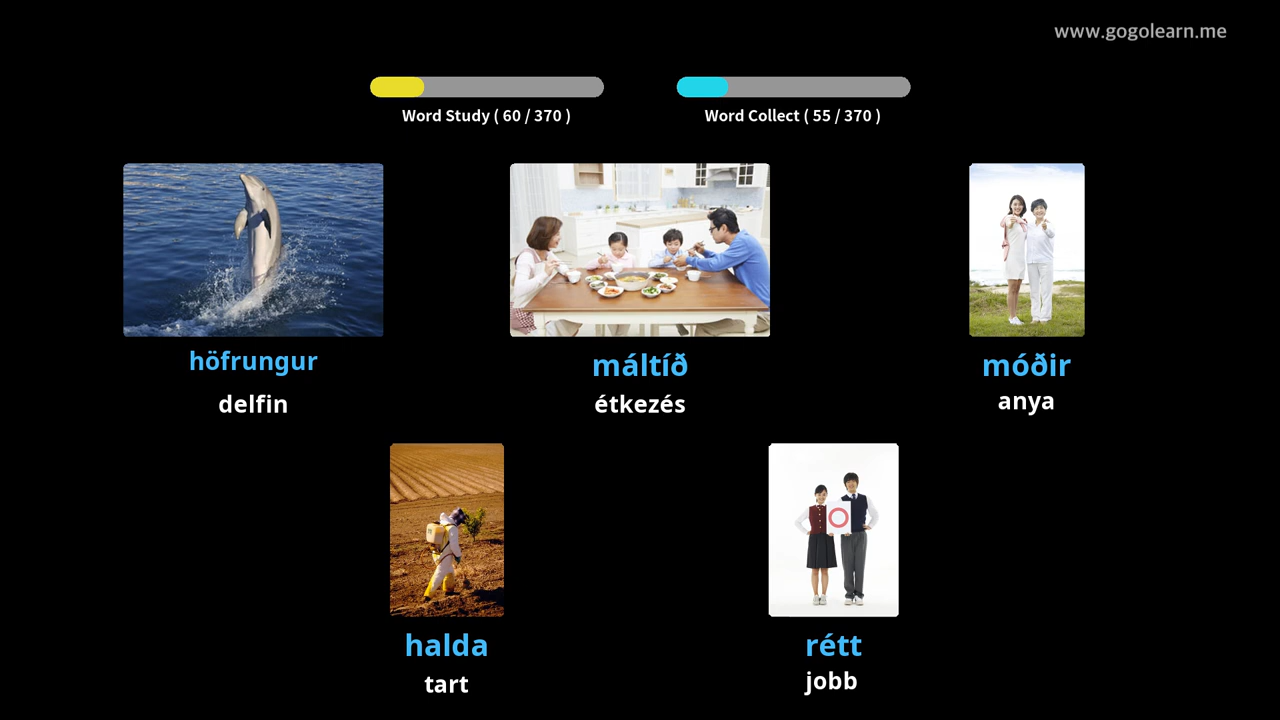 www.gogolearn.me
Word Study ( 60 / 370 )
Word Collect ( 55 / 370 )
höfrungur
delfin
máltíð
étkezés
móðir
anya
halda
tart
rétt
jobb